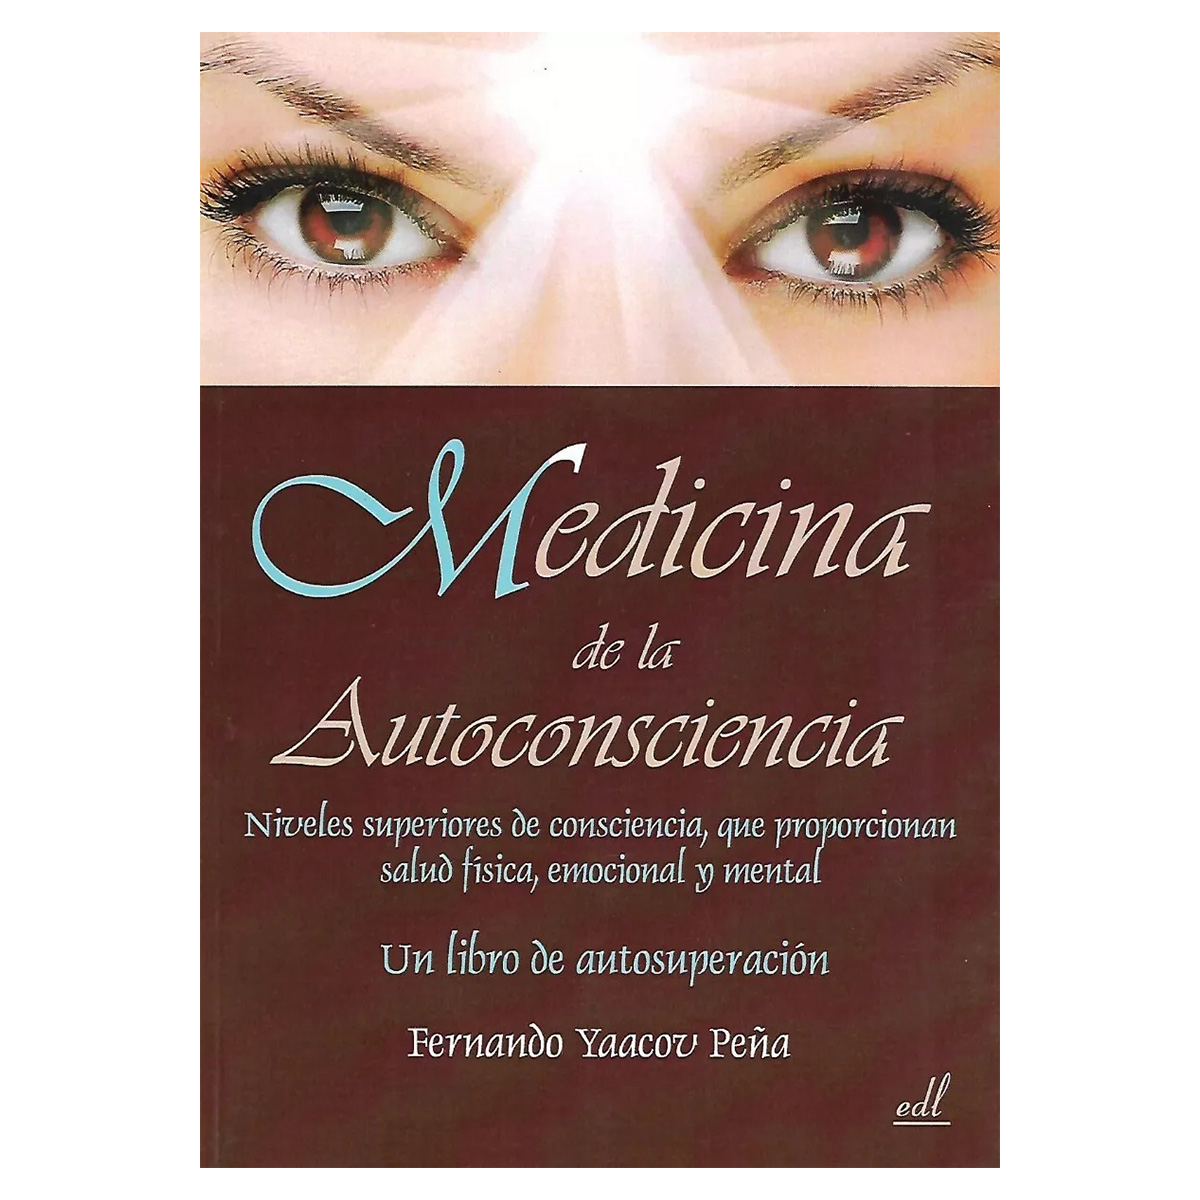 Medicina
de la
Autoconsciencia
Niveles superiores de consciencia, que proporcionan
salud física, emocional y mental
Un libro de autosuperación
Fernando Yaacov Peña
edl